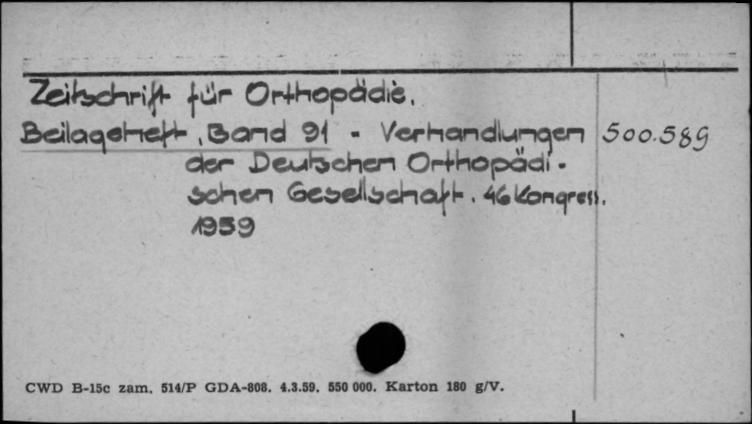 Zeitschrift für Orthopädie.
Beilageheft, Band 91 - Verhandlungen 500.589
der Deutschen Orthopädi-
schen Gesellschaft. 46 Kongress.
1959
CWD B-15c zam. 514/P GDA-808. 4.3.59. 550 000. Karton 180 g/V.